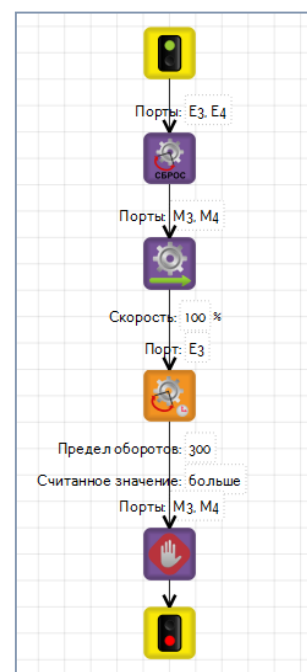 Порты: E3, E4
СБРОС
Порты: M3, M4
Скорость: 100 %
Порт: E3
Предел оборотов: 300
Считанное значение: больше
Порты: M3, M4